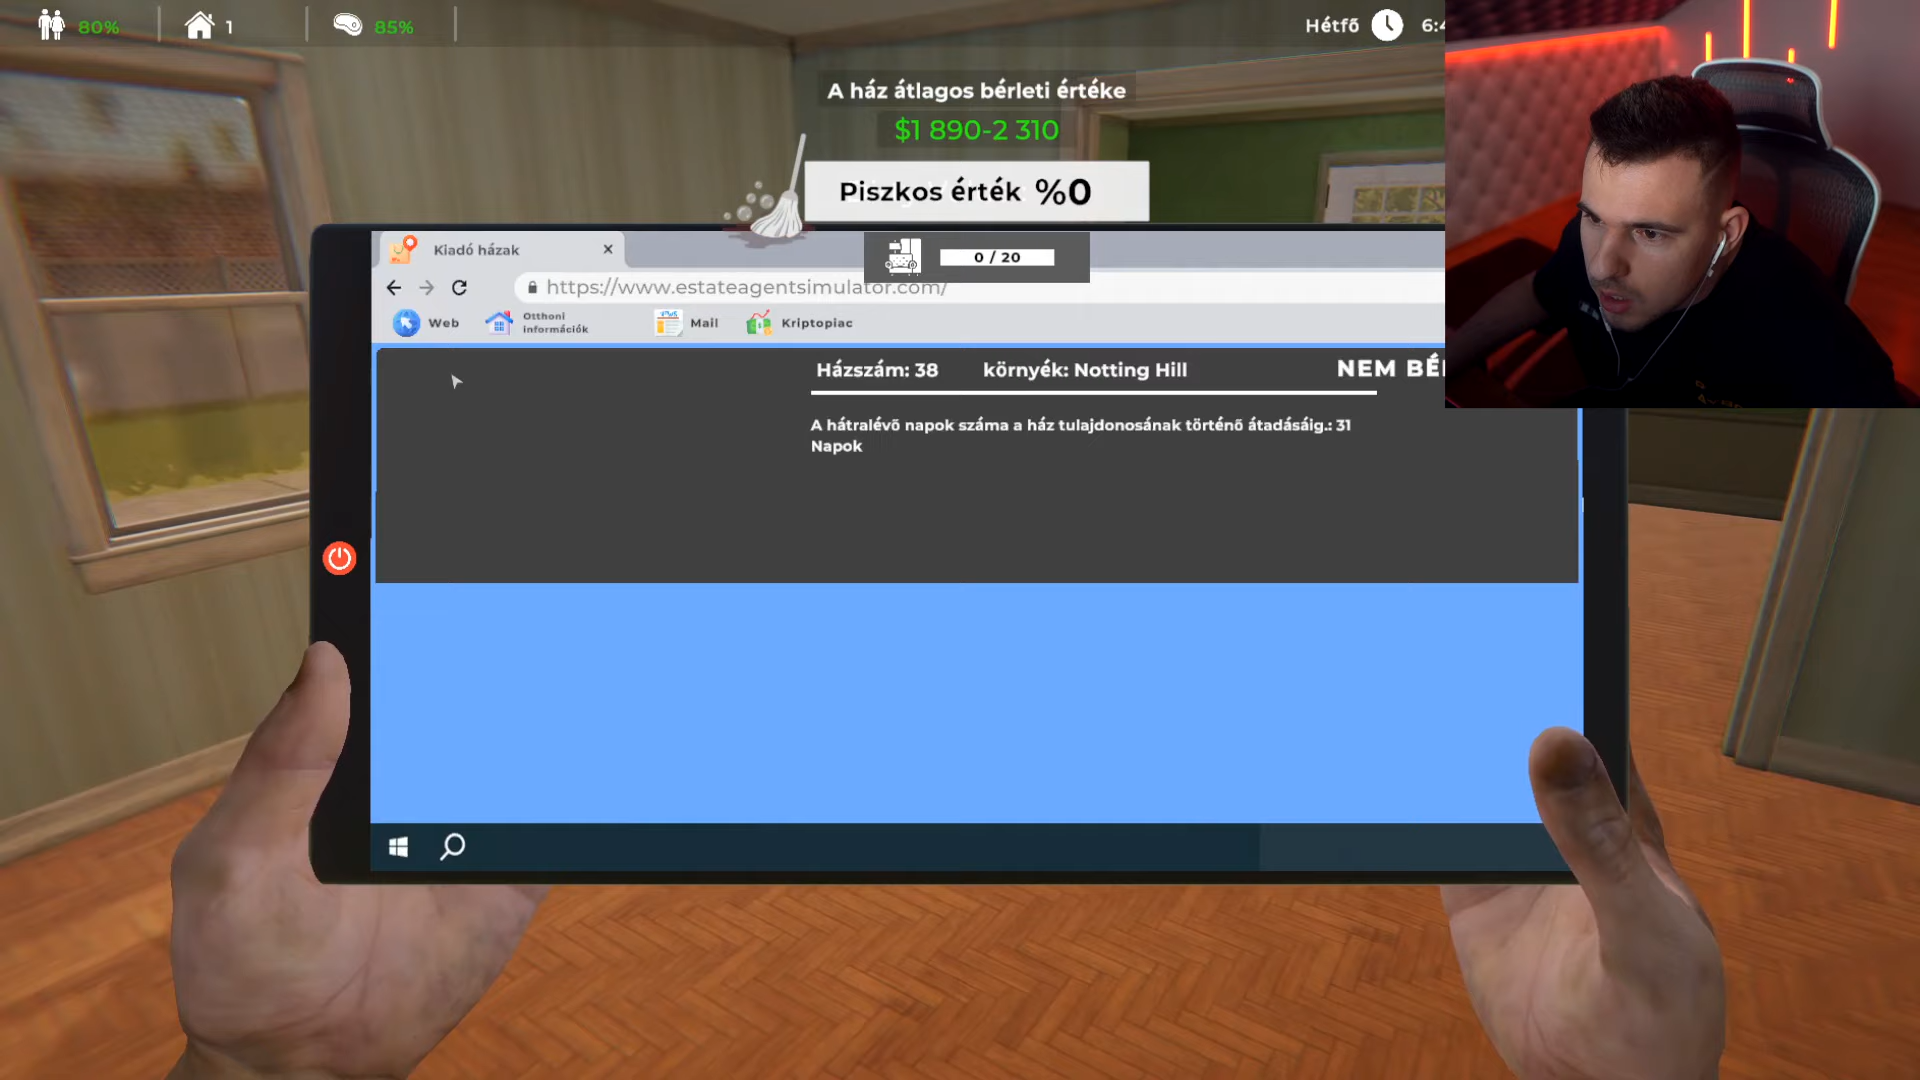 80%
1
85%
Hétfő
A ház átlagos bérleti értéke
$1 890-2 310
Piszkos érték %0
0 / 20
Kiadó házak
https://www.estateagentsimulator.com/
Web
Otthoni
információk
Mail
Kriptopiac
Házszám: 38
környék: Notting Hill
NEM
A hátralévő napok száma a ház tulajdonosának történő átadásáig.: 31
Napok